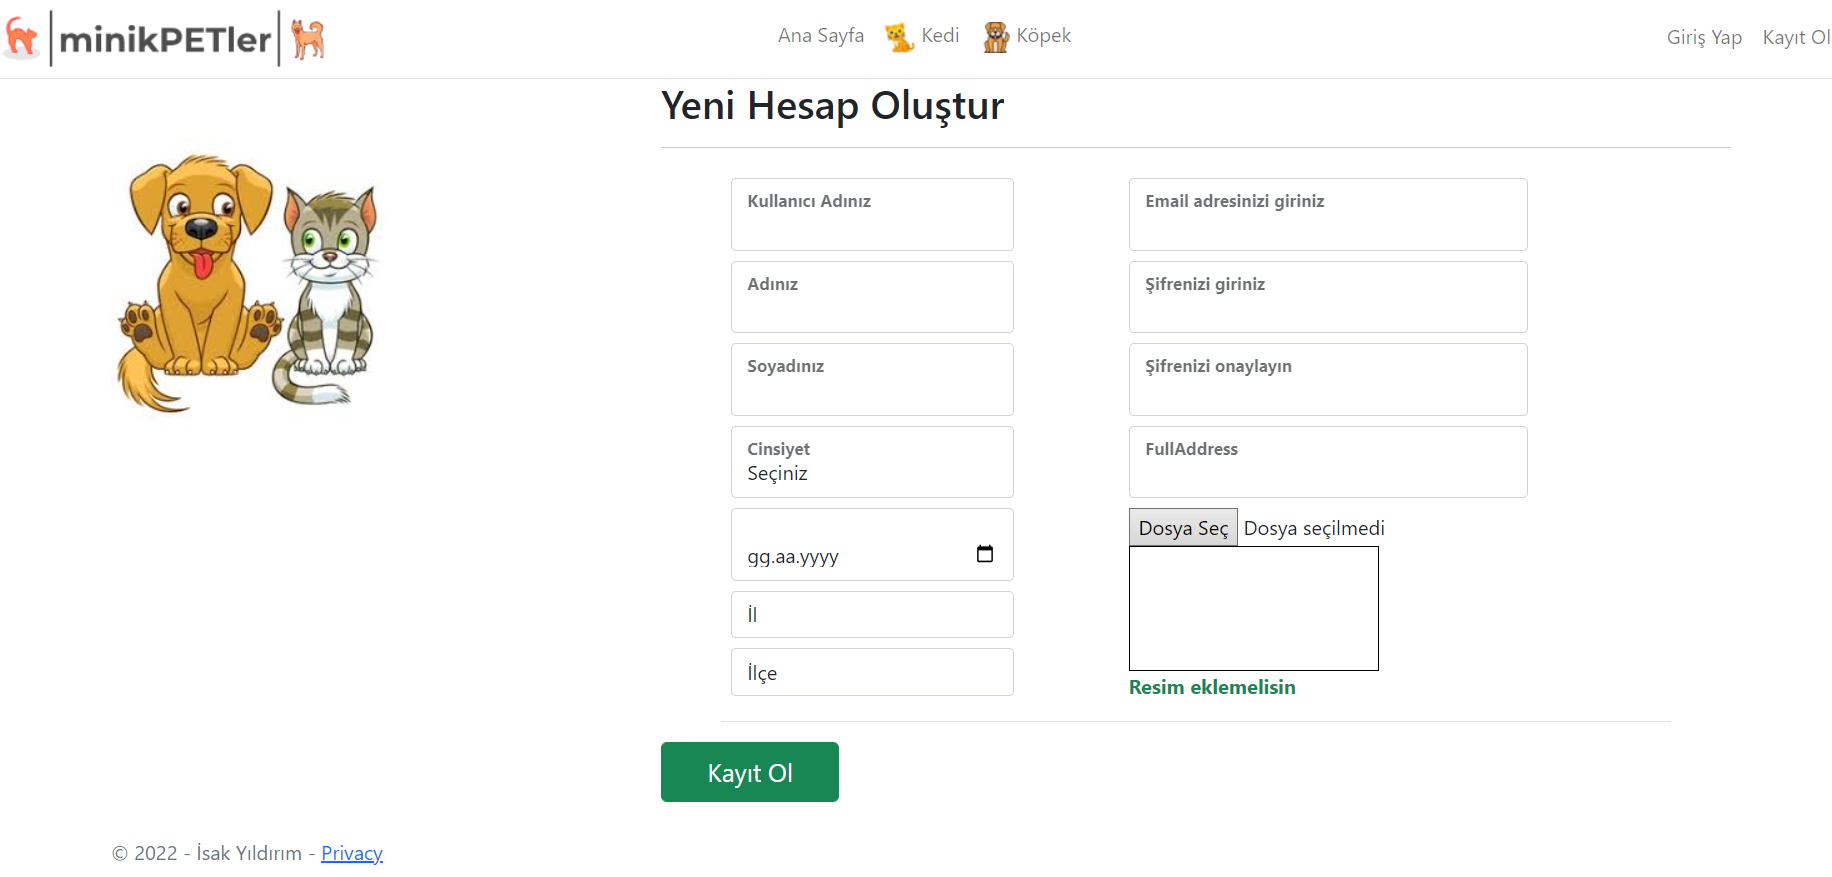 minikPETler
Ana Sayfa Kedi Köpek
Giriş Yap Kayıt Ol
Yeni Hesap Oluştur
Kullanıcı Adınız
Adınız
Soyadınız
Cinsiyet
Seçiniz
gg.aa.yyyy
İl
İlçe
Email adresinizi giriniz
Şifrenizi giriniz
Şifrenizi onaylayın
FullAddress
Dosya Seç Dosya seçilmedi
Resim eklemelisin
Kayıt Ol
© 2022 - İsak Yıldırım - Privacy